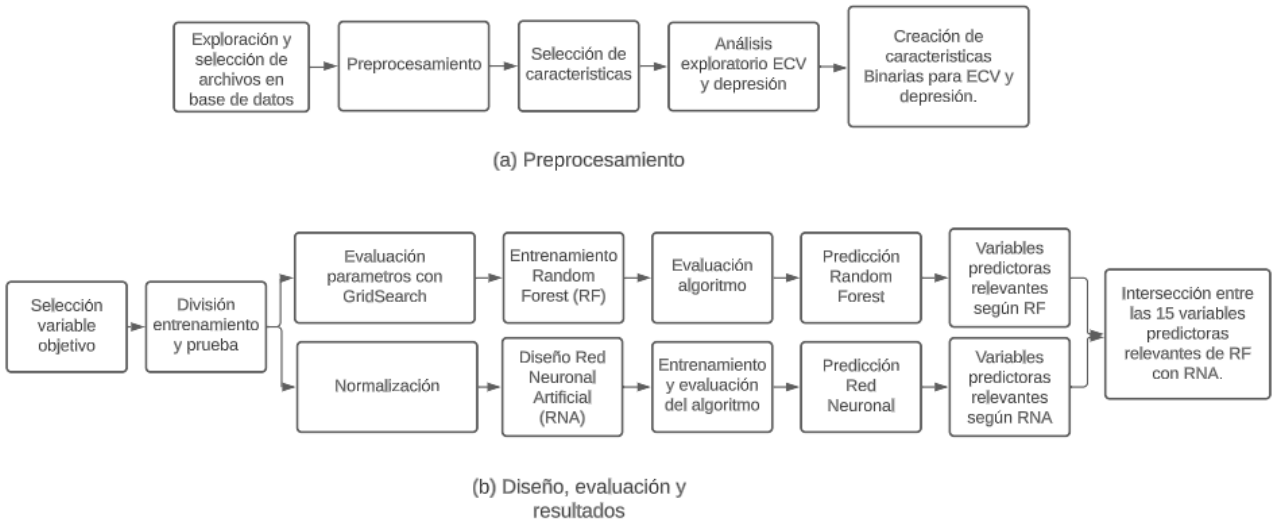 Exploración y
selección de
archivos en
base de datos
Preprocesamiento
Selección de
caracteristicas
Análisis
exploratorio ECV
y depresión
Creación de
caracteristicas
Binarias para ECV y
depresión.
(a) Preprocesamiento
Selección
variable
objetivo
División
entrenamiento
y prueba
Evaluación
parametros con
GridSearch
Entrenamiento
Random
Forest (RF)
Evaluación
algoritmo
Predicción
Random
Forest
Variables
predictoras
relevantes
según RF
Normalización
Diseño Red
Neuronal
Artificial
(RNA)
Entrenamiento
y evaluación
del algoritmo
Predicción
Red
Neuronal
Variables
predictoras
relevantes
según RNA
Intersección entre
las 15 variables
predictoras
relevantes de RF
con RNA.
(b) Diseño, evaluación y
resultados